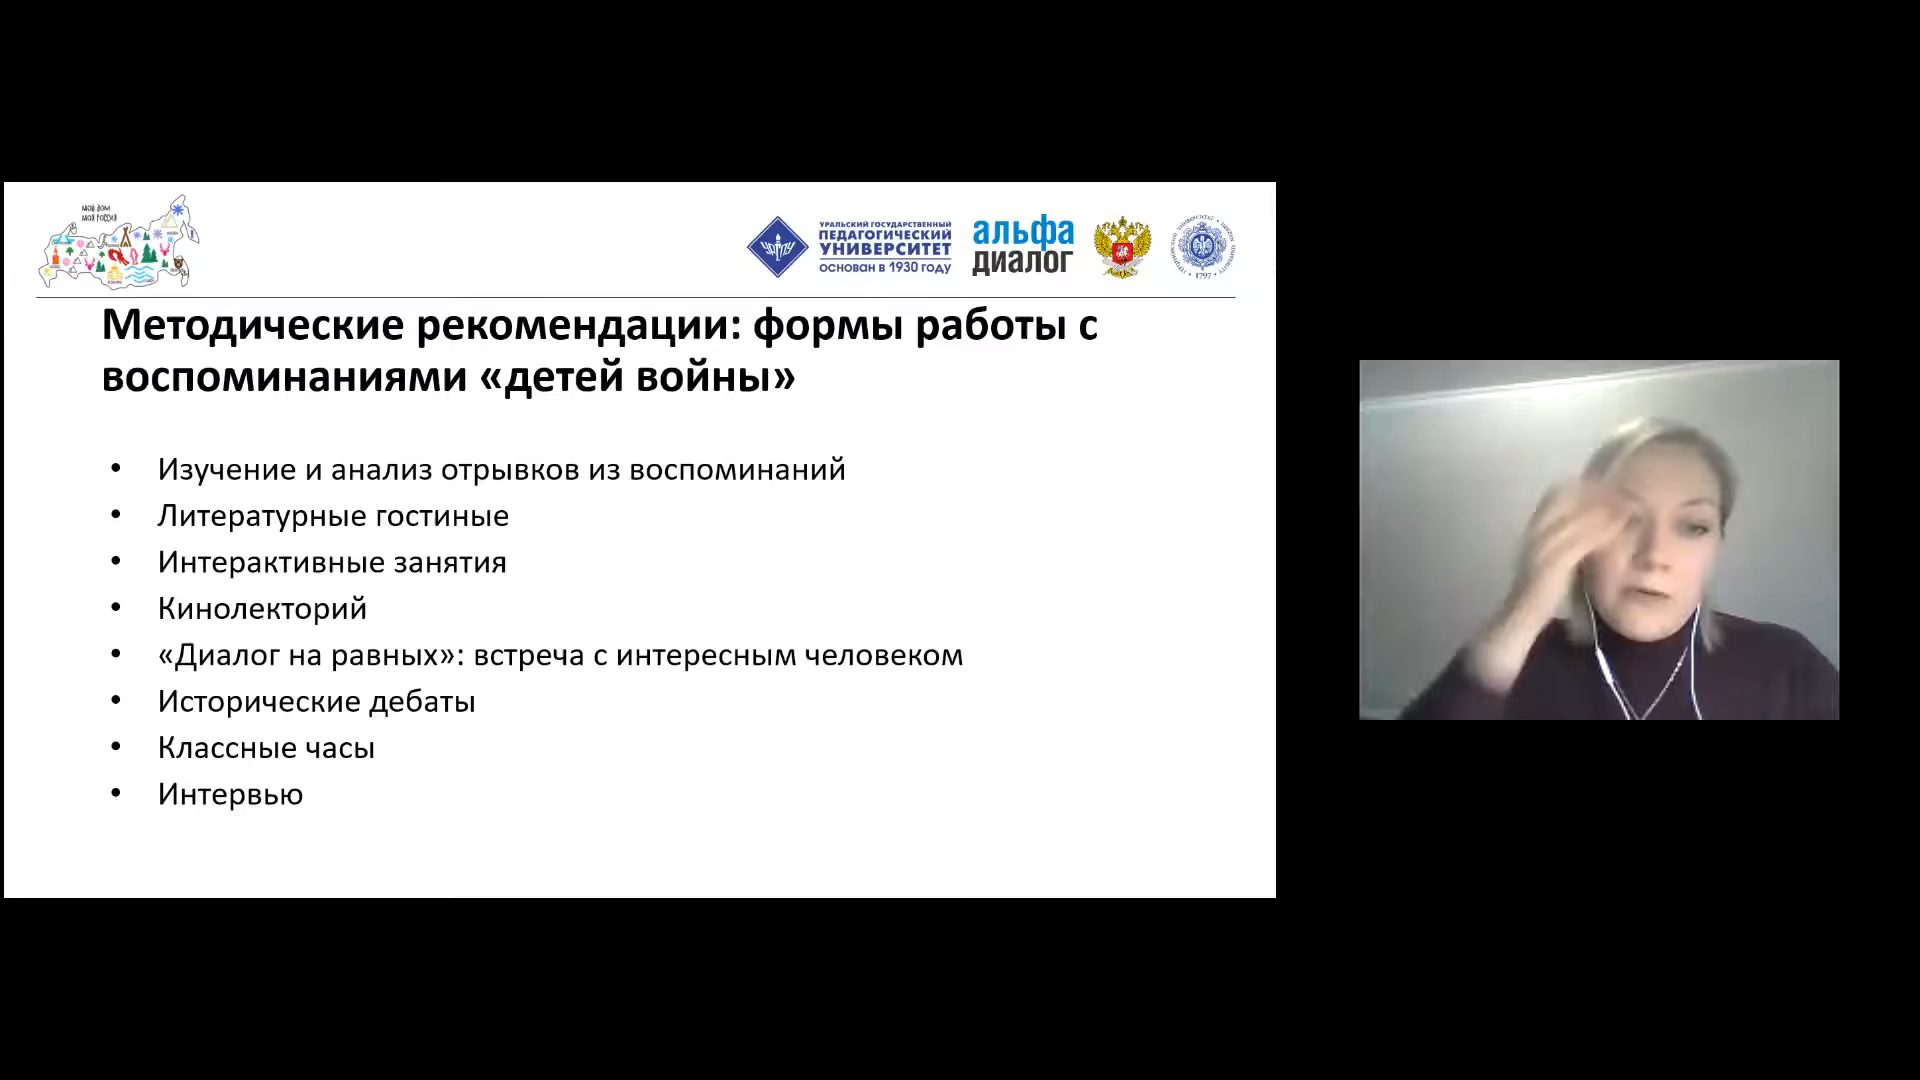 МОЙ ДОМ
МОЯ РОССИЯ
УрГПУ
УРАЛЬСКИЙ ГОСУДАРСТВЕННЫЙ
ПЕДАГОГИЧЕСКИЙ
УНИВЕРСИТЕТ
ОСНОВАН В 1930 ГОДУ
альфа
диалог
1797
Методические рекомендации: формы работы с
воспоминаниями «детей войны»
• Изучение и анализ отрывков из воспоминаний
• Литературные гостиные
• Интерактивные занятия
• Кинолекторий
• «Диалог на равных»: встреча с интересным человеком
• Исторические дебаты
• Классные часы
• Интервью